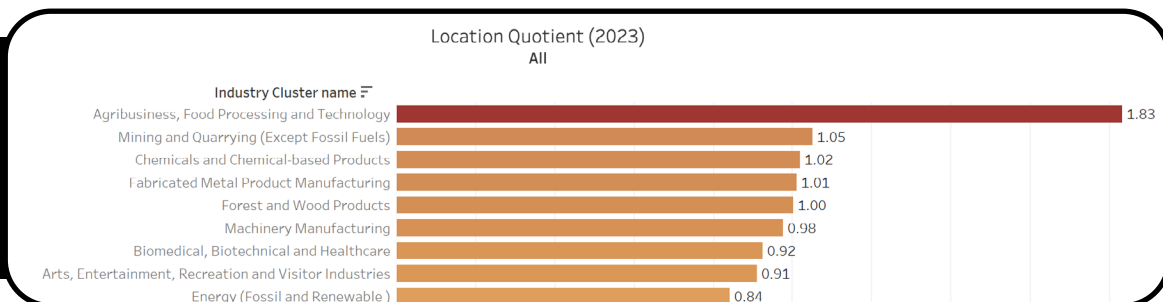 Location Quotient (2023)
All
Industry Cluster name
Agribusiness, Food Processing and Technology 1.83
Mining and Quarrying (Except Fossil Fuels) 1.05
Chemicals and Chemical-based Products 1.02
Fabricated Metal Product Manufacturing 1.01
Forest and Wood Products 1.00
Machinery Manufacturing 0.98
Biomedical, Biotechnical and Healthcare 0.92
Arts, Entertainment, Recreation and Visitor Industries 0.91
Energy (Fossil and Renewable ) 0.84